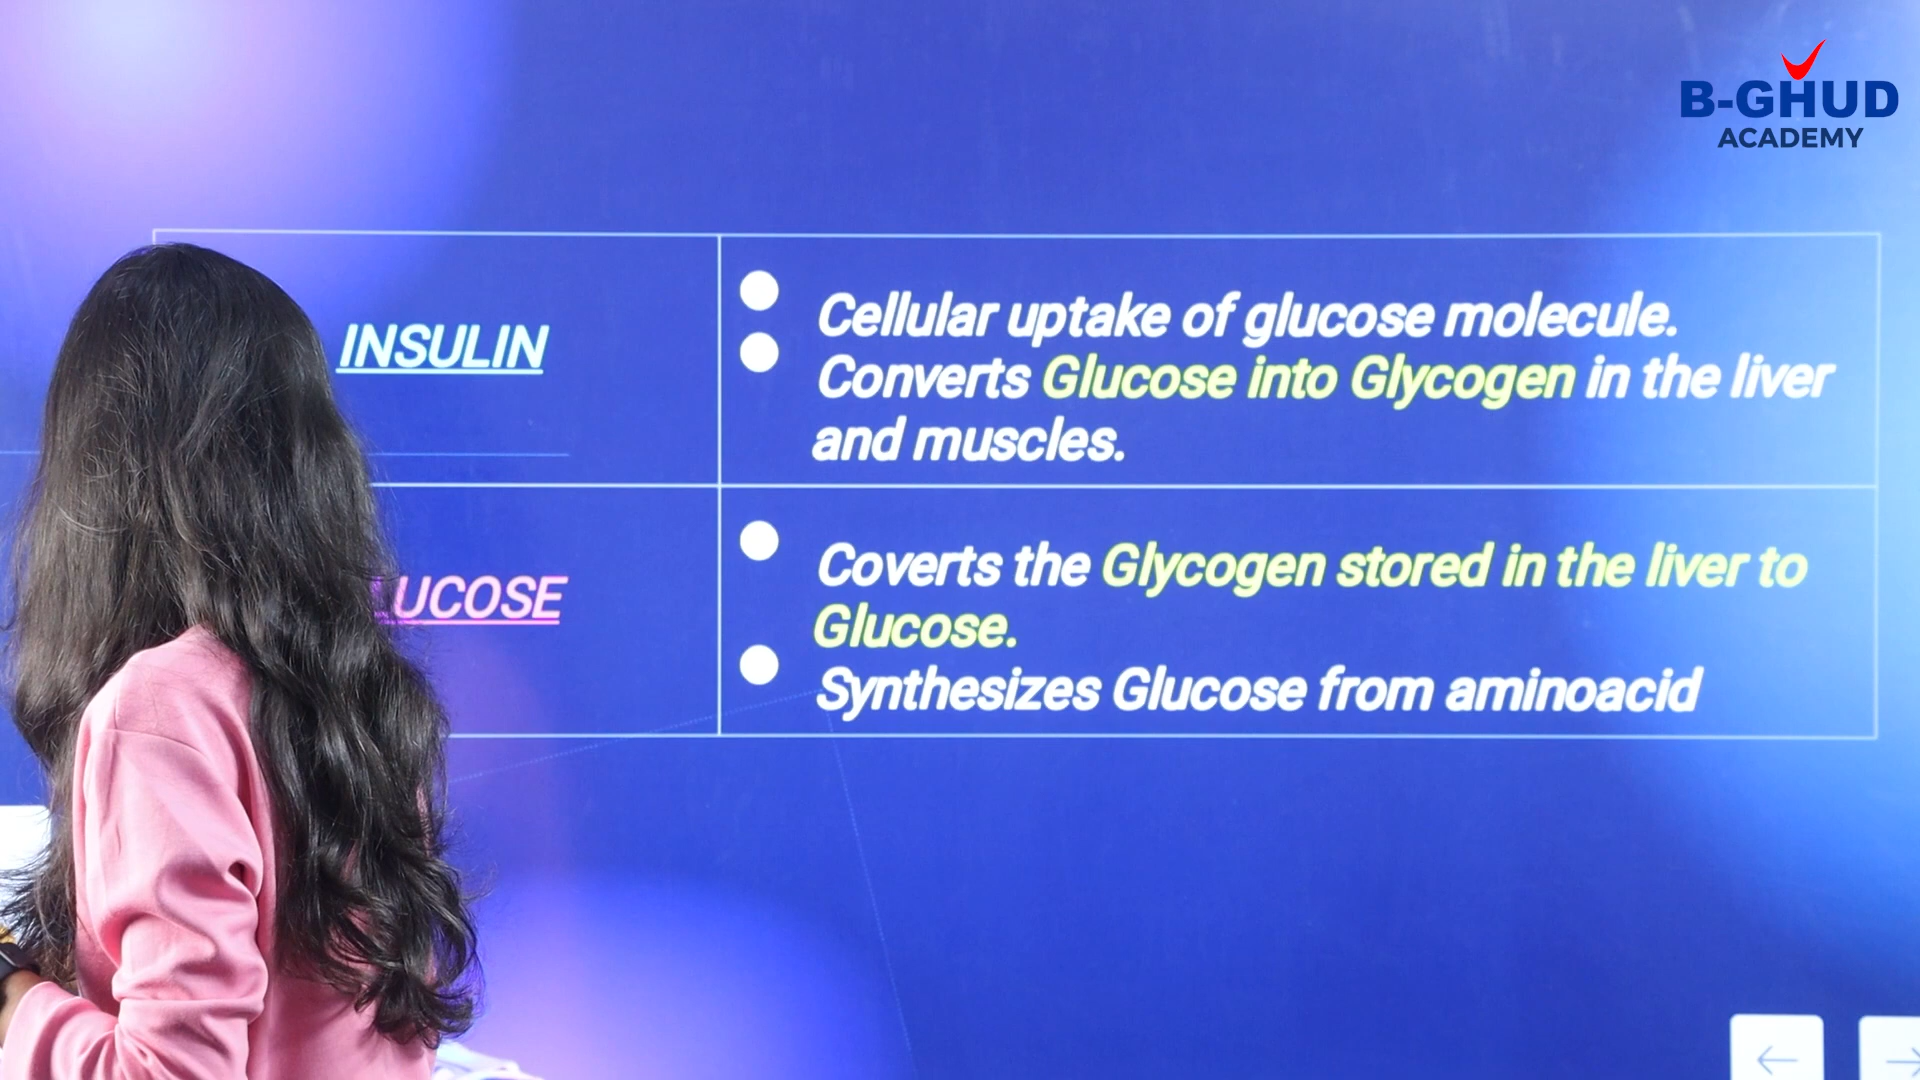 B-GHUD
ACADEMY
INSULIN
Cellular uptake of glucose molecule.
Converts Glucose into Glycogen in the liver
and muscles.
Coverts the Glycogen stored in the liver to
Glucose.
Synthesizes Glucose from aminoacid